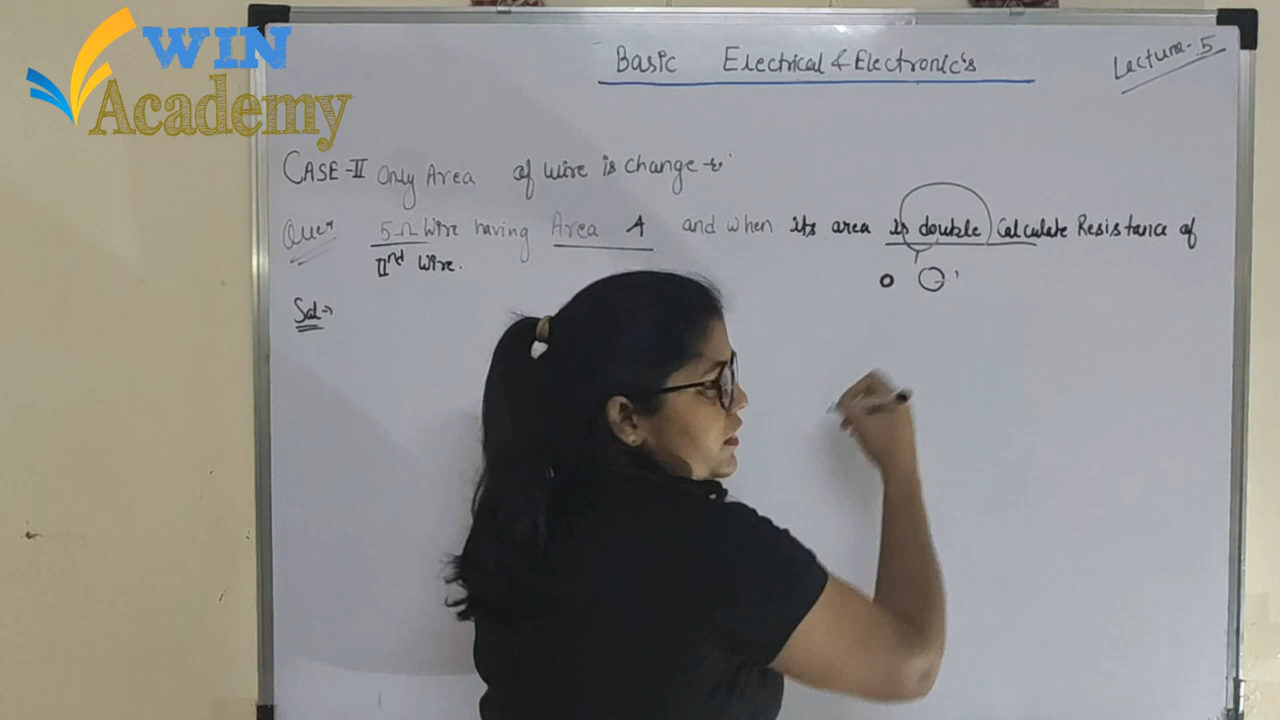 WIN
Academy
Basic Electrical & Electronic's
Lecture-5
CASE-II Only Area of wire is change
Ques 5Ω Wire having Area A and when its area is double Calculate Resistance of
IInd Wire.
Sol→